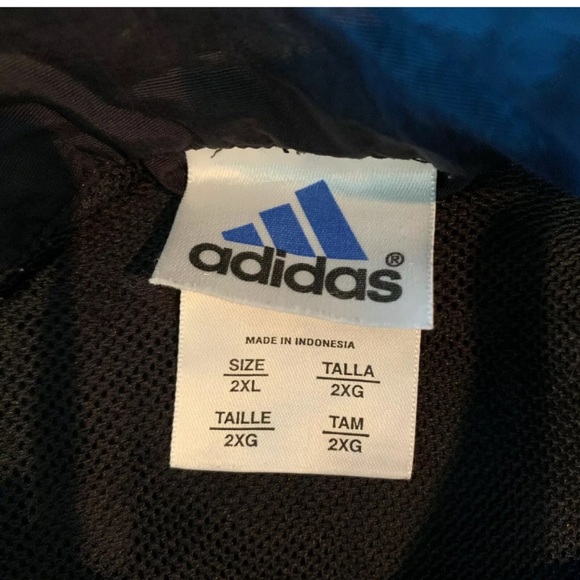 adidas®
MADE IN INDONESIA
SIZE TALLA
2XL 2XG
TAILLE TAM
2XG 2XG